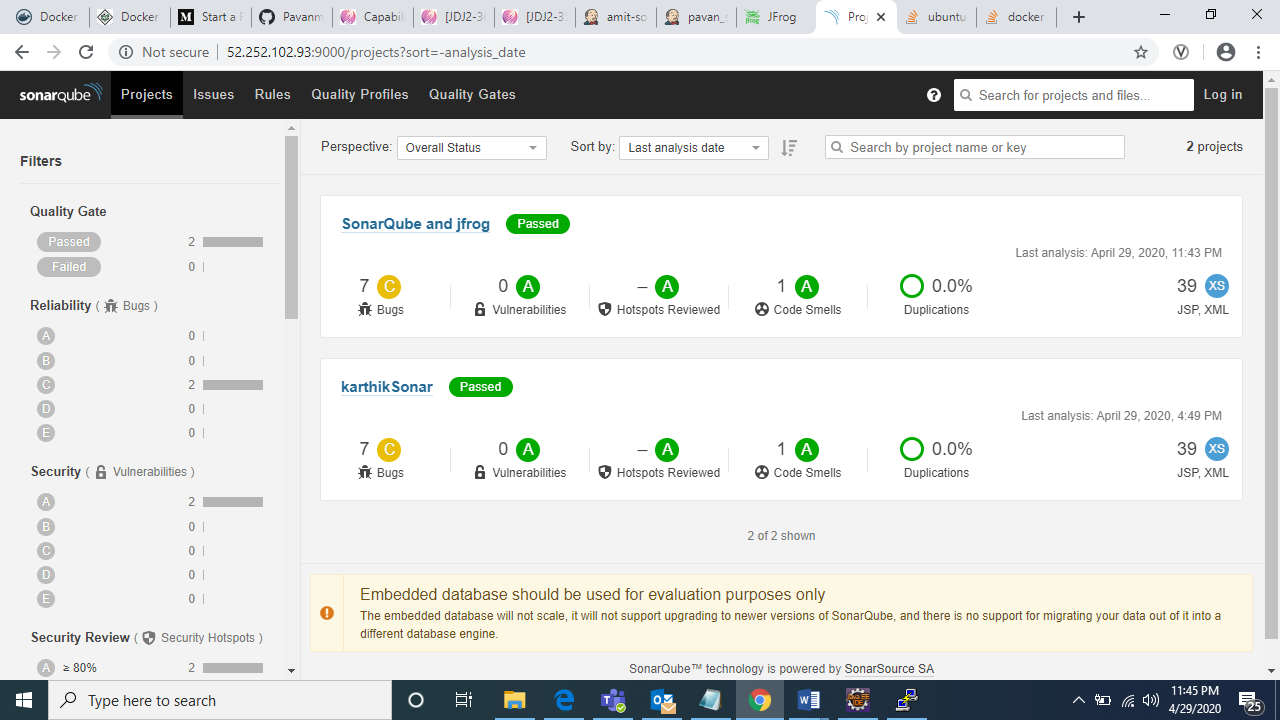 Docker Docker Start a F Pavanm Capabil [JDJ2-3 [JDJ2-3 amit-so pavan_s JFrog Proj ubuntu docker
Not secure 52.252.102.93:9000/projects?sort=-analysis_date
sonarqube Projects Issues Rules Quality Profiles Quality Gates Search for projects and files... Log in
Filters
Quality Gate
Passed 2
Failed 0
Reliability ( Bugs )
A 0
B 0
C 2
D 0
E 0
Security ( Vulnerabilities )
A 2
B 0
C 0
D 0
E 0
Security Review ( Security Hotspots )
A ≥ 80% 2
Perspective: Overall Status Sort by: Last analysis date Search by project name or key 2 projects
SonarQube and jfrog Passed
Last analysis: April 29, 2020, 11:43 PM
7 C 0 A – A 1 A 0.0% 39 XS
Bugs Vulnerabilities Hotspots Reviewed Code Smells Duplications JSP, XML
karthikSonar Passed
Last analysis: April 29, 2020, 4:49 PM
7 C 0 A – A 1 A 0.0% 39 XS
Bugs Vulnerabilities Hotspots Reviewed Code Smells Duplications JSP, XML
2 of 2 shown
Embedded database should be used for evaluation purposes only
The embedded database will not scale, it will not support upgrading to newer versions of SonarQube, and there is no support for migrating your data out of it into a
different database engine.
SonarQube™ technology is powered by SonarSource SA
Type here to search
11:45 PM
4/29/2020
25